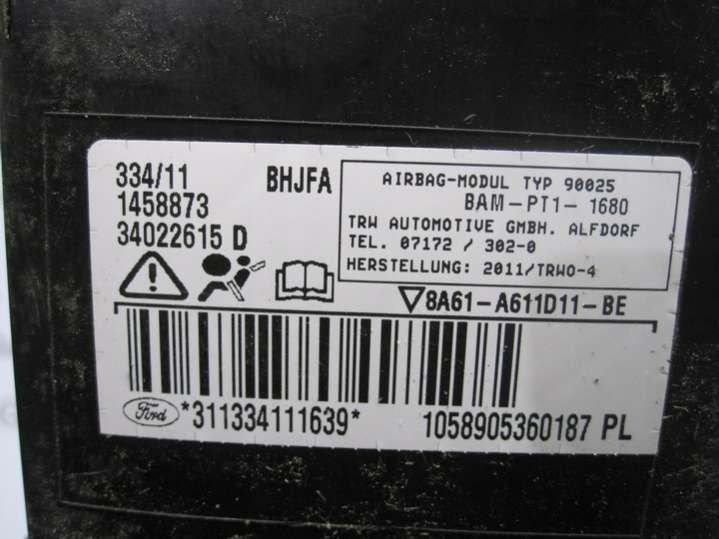 334/11
1458873
34022615 D
BHJFA
AIRBAG-MODUL TYP 90025
BAM-PT1- 1680
TRW AUTOMOTIVE GMBH. ALFDORF
TEL. 07172 / 302-0
HERSTELLUNG: 2011/TRWO-4
▽8A61-A611D11-BE
Ford *311334111639* 1058905360187 PL